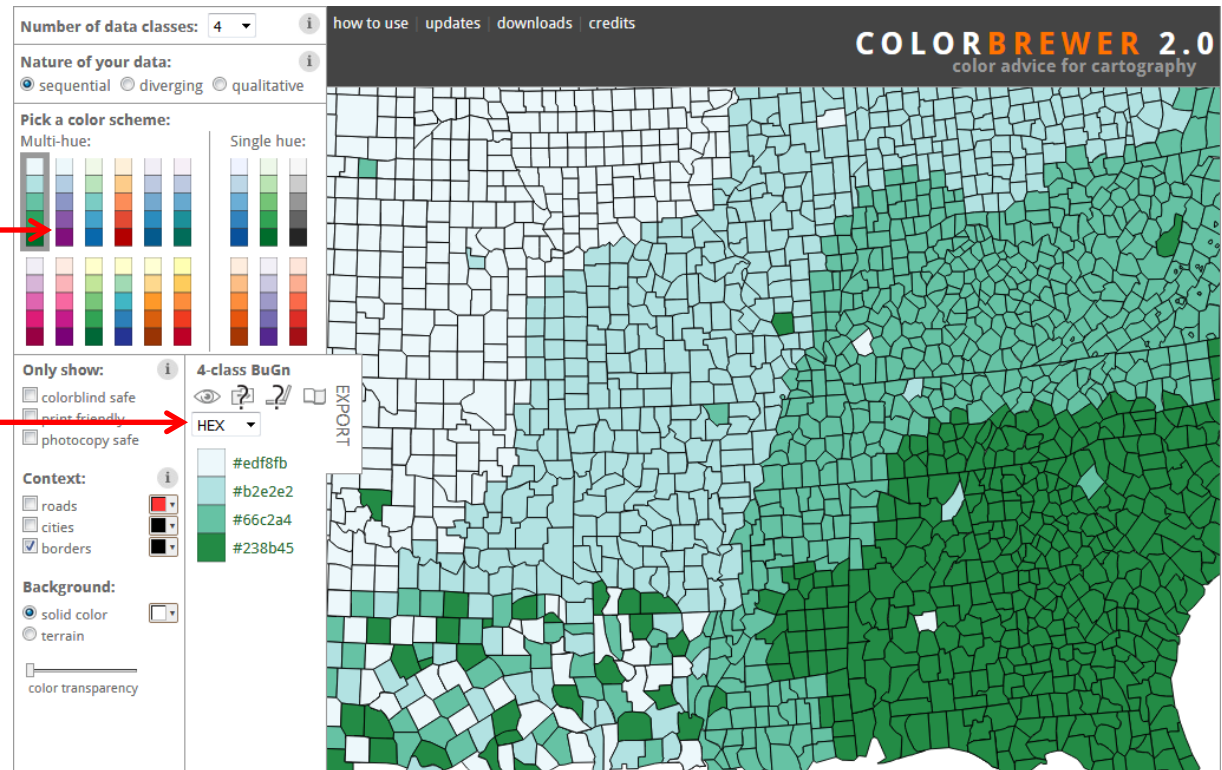 Number of data classes: 4 i
Nature of your data: i
sequential diverging qualitative
Pick a color scheme:
Multi-hue: Single hue:
Only show: i
colorblind safe
print friendly
photocopy safe
Context: i
roads
cities
borders
Background:
solid color
terrain
color transparency
4-class BuGn
HEX
EXPORT
#edf8fb
#b2e2e2
#66c2a4
#238b45
how to use | updates | downloads | credits
COLORBREWER 2.0
color advice for cartography